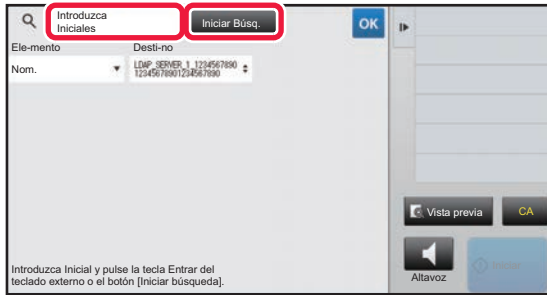 Introduzca
Iniciales
Iniciar Búsq.
OK
Ele-mento
Desti-no
Nom.
LDAP_SERVER_1_1234567890
12345678901234567890
Vista previa
CA
Altavoz
Introduzca Inicial y pulse la tecla Entrar del
teclado externo o el botón [Iniciar búsqueda].